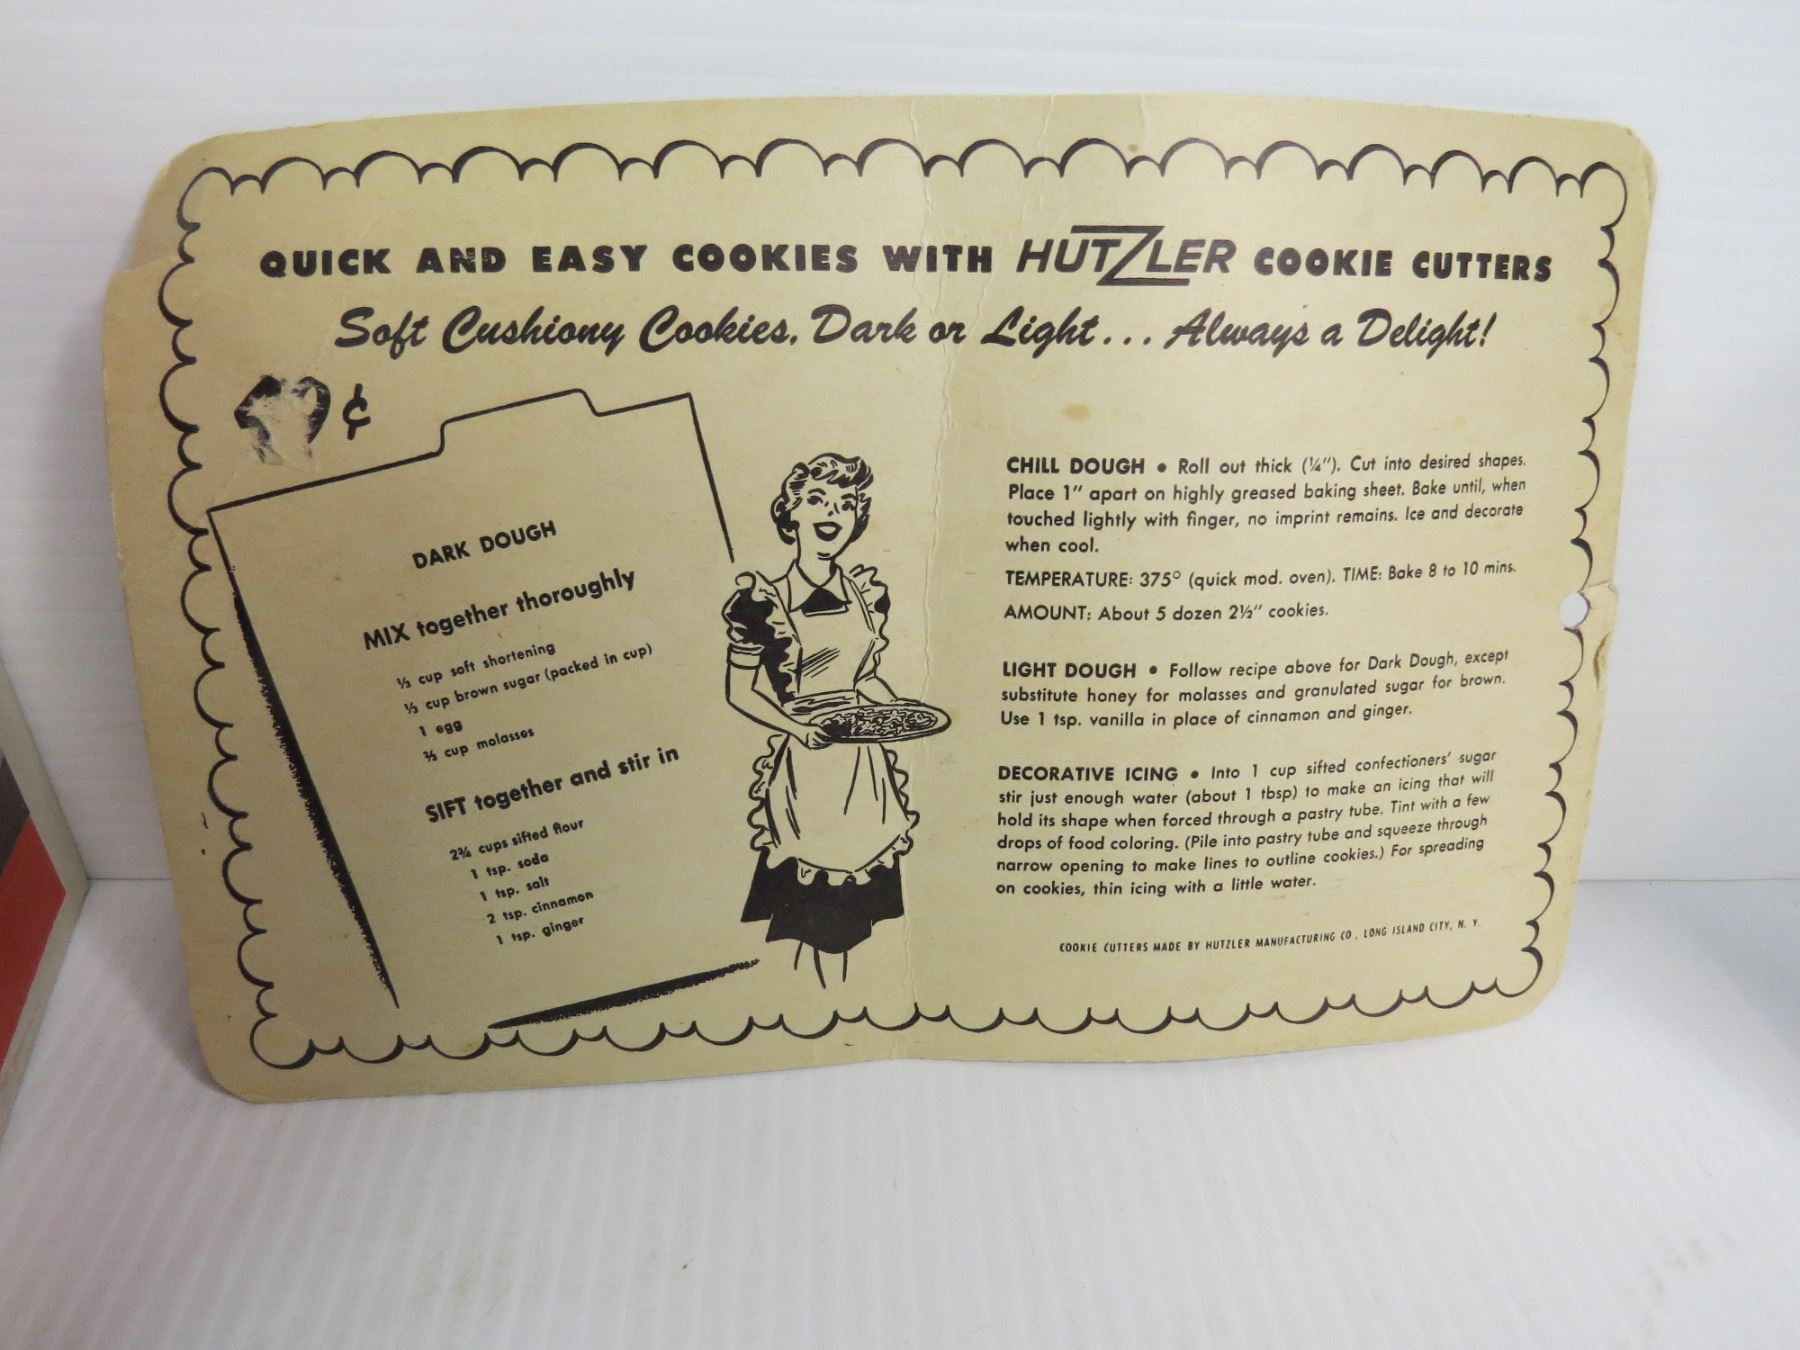 QUICK AND EASY COOKIES WITH HUTZLER COOKIE CUTTERS
Soft Cushiony Cookies, Dark or Light... Always a Delight!
¢
DARK DOUGH
MIX together thoroughly
⅓ cup soft shortening
⅓ cup brown sugar (packed in cup)
1 egg
⅔ cup molasses
SIFT together and stir in
2¾ cups sifted flour
1 tsp. soda
1 tsp. salt
2 tsp. cinnamon
1 tsp. ginger
CHILL DOUGH • Roll out thick (¼"). Cut into desired shapes.
Place 1" apart on highly greased baking sheet. Bake until, when
touched lightly with finger, no imprint remains. Ice and decorate
when cool.
TEMPERATURE: 375° (quick mod. oven). TIME: Bake 8 to 10 mins.
AMOUNT: About 5 dozen 2½" cookies.
LIGHT DOUGH • Follow recipe above for Dark Dough, except
substitute honey for molasses and granulated sugar for brown.
Use 1 tsp. vanilla in place of cinnamon and ginger.
DECORATIVE ICING • Into 1 cup sifted confectioners' sugar
stir just enough water (about 1 tbsp) to make an icing that will
hold its shape when forced through a pastry tube. Tint with a few
drops of food coloring. (Pile into pastry tube and squeeze through
narrow opening to make lines to outline cookies.) For spreading
on cookies, thin icing with a little water.
COOKIE CUTTERS MADE BY HUTZLER MANUFACTURING CO., LONG ISLAND CITY, N. Y.